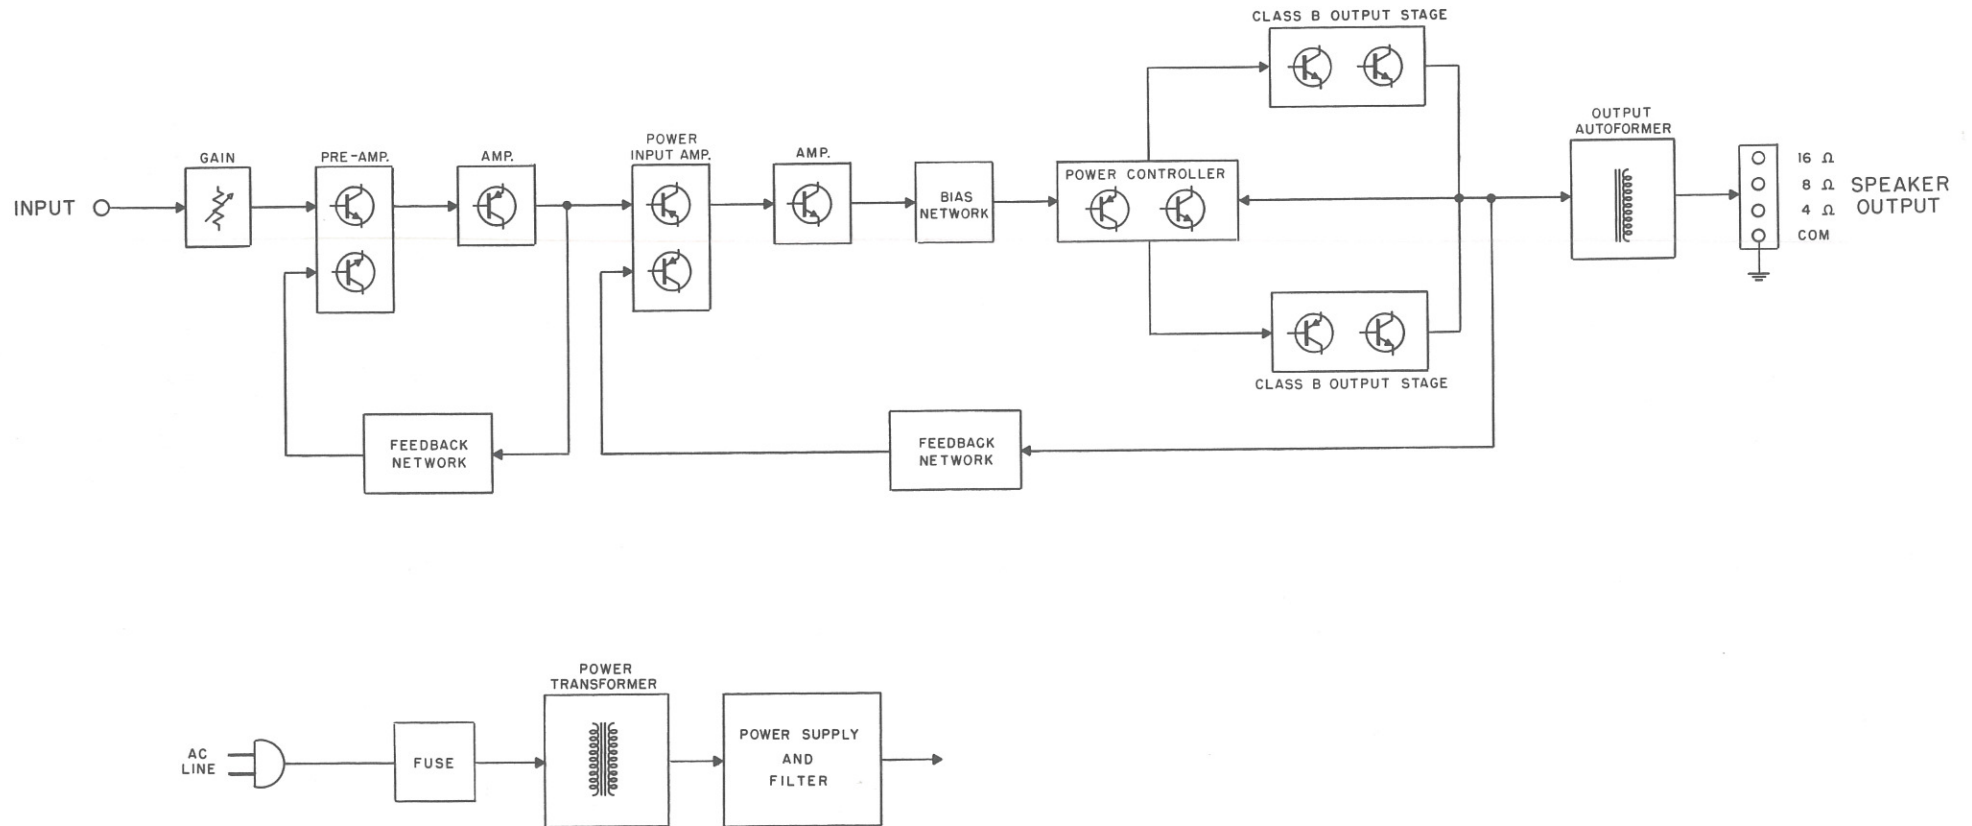 CLASS B OUTPUT STAGE
OUTPUT
AUTOFORMER
POWER
INPUT AMP.
GAIN
PRE-AMP.
AMP.
AMP.
INPUT
BIAS
NETWORK
POWER CONTROLLER
16 Ω
8 Ω
4 Ω
COM
SPEAKER
OUTPUT
CLASS B OUTPUT STAGE
FEEDBACK
NETWORK
FEEDBACK
NETWORK
POWER
TRANSFORMER
AC
LINE
FUSE
POWER SUPPLY
AND
FILTER